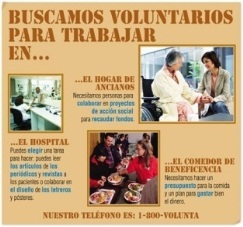 BUSCAMOS VOLUNTARIOS
PARA TRABAJAR
EN...
...EL HOGAR DE
ANCIANOS
Necesitamos personas para
colaborar en proyectos
de acción social
para recaudar fondos.
...EL HOSPITAL
Puedes elegir una tarea
para hacer: puedes leer
los artículos de los
periódicos y revistas a
los pacientes o colaborar en
el diseño de los letreros
y pósteres.
...EL COMEDOR DE
BENEFICENCIA
Necesitamos hacer un
presupuesto para la comida
y un plan para gastar bien
el dinero.
NUESTRO TELÉFONO ES: 1-800-VOLUNTA